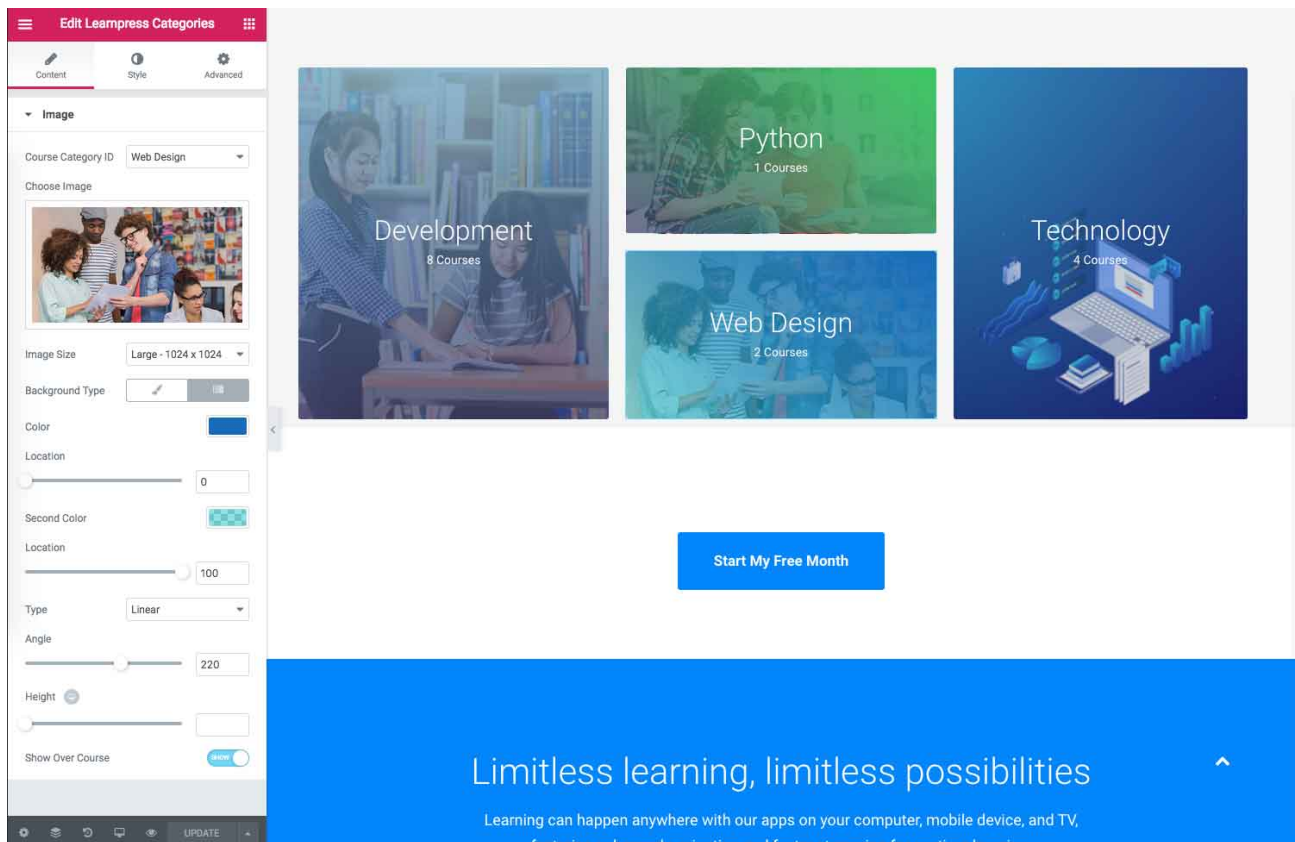 Edit Learnpress Categories
Content
Style
Advanced
Image
Course Category ID
Web Design
Choose Image
Image Size
Large - 1024 x 1024
Background Type
Color
Location
0
Second Color
Location
100
Type
Linear
Angle
220
Height
Show Over Course
SHOW
UPDATE
Development
8 Courses
Python
1 Courses
Web Design
2 Courses
Technology
4 Courses
Start My Free Month
Limitless learning, limitless possibilities
Learning can happen anywhere with our apps on your computer, mobile device, and TV,